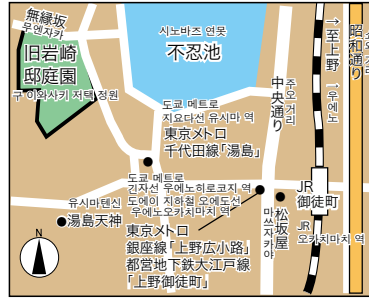 無縁坂
우엔자카
旧岩崎
邸庭園
구 이와사키 저택 정원
시노바즈 연못
不忍池
中央通り
주오 거리
→至上野
↑우에노
昭和通り
도쿄 메트로
지요다선 유시마 역
東京メトロ
千代田線「湯島」
도쿄 메트로
긴자선 우에노히로코지 역
도에이 지하철 오에도선
우에노오카치마치 역
유시마텐신
湯島天神
東京メトロ
銀座線「上野広小路」
都営地下鉄大江戸線
「上野御徒町」
松坂屋
마쓰자카야
JR
御徒町
JR
오카치마치 역
N